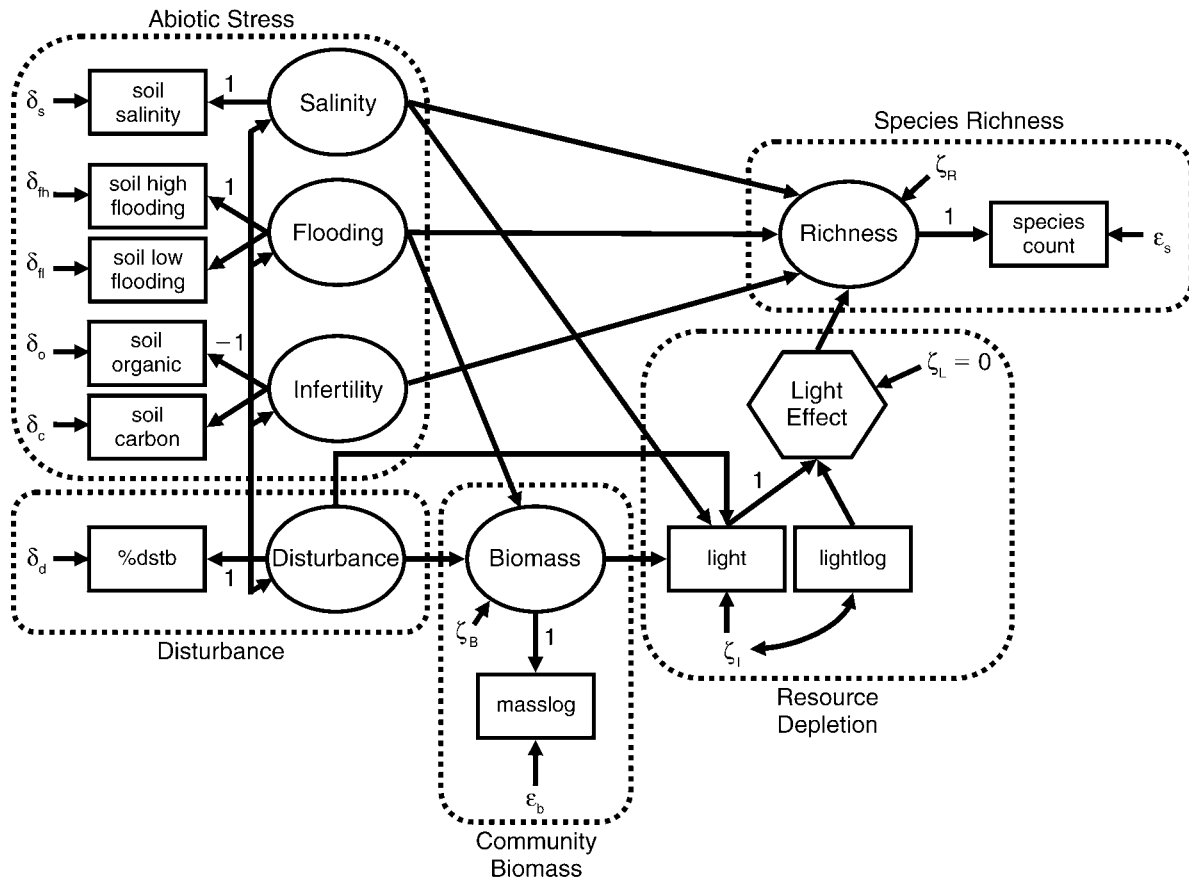 Abiotic Stress
δs
soil
salinity
1
Salinity
δfh
soil high
flooding
1
Flooding
δfl
soil low
flooding
δo
soil
organic
−1
Infertility
δc
soil
carbon
Species Richness
ζR
Richness
1
species
count
εs
Light
Effect
ζL = 0
1
δd
%dstb
1
Disturbance
Biomass
light
lightlog
ζB
1
ζl
Disturbance
masslog
Resource
Depletion
εb
Community
Biomass